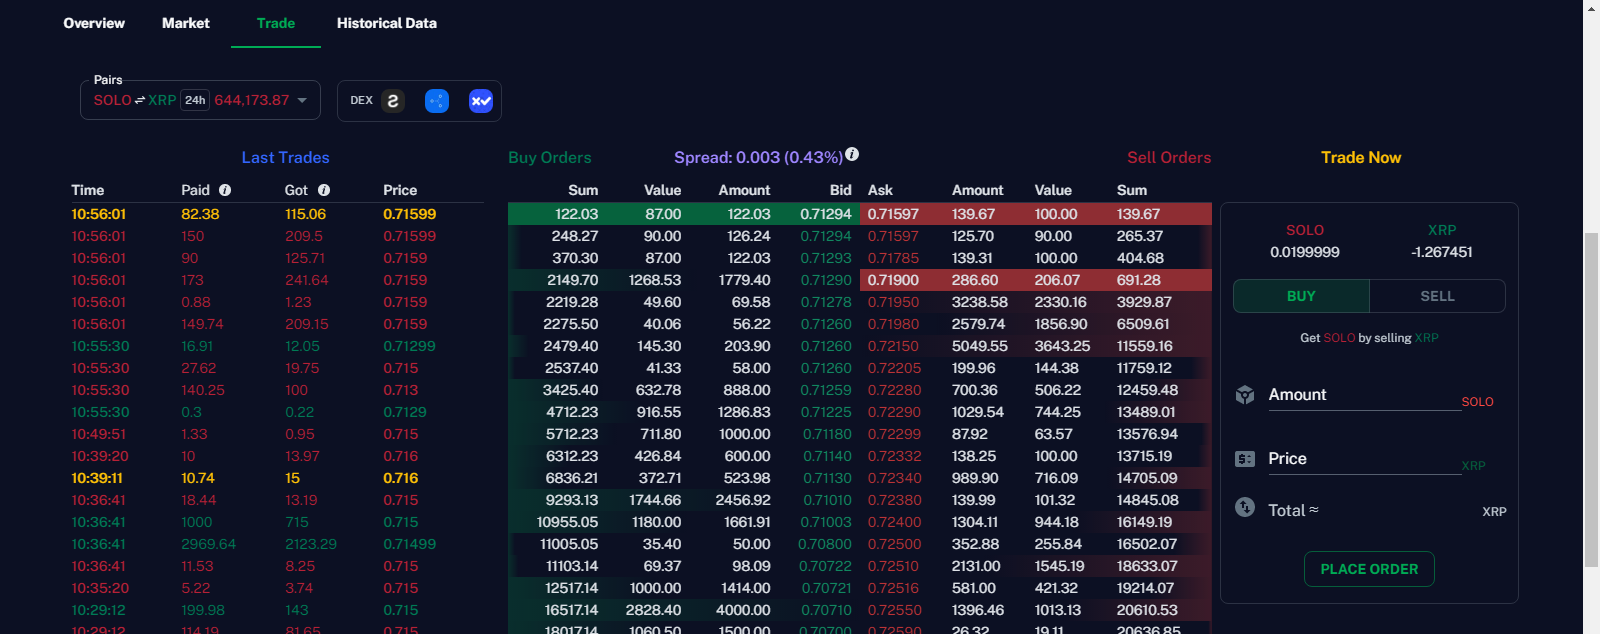 Overview Market Trade Historical Data
Pairs
SOLO⇌XRP 24h 644,173.87
DEX
Last Trades
Time Paid Got Price
10:56:01 82.38 115.06 0.71599
10:56:01 150 209.5 0.71599
10:56:01 90 125.71 0.7159
10:56:01 173 241.64 0.7159
10:56:01 0.88 1.23 0.7159
10:56:01 149.74 209.15 0.7159
10:55:30 16.91 12.05 0.71299
10:55:30 27.62 19.75 0.715
10:55:30 140.25 100 0.713
10:55:30 0.3 0.22 0.7129
10:49:51 1.33 0.95 0.715
10:39:20 10 13.97 0.716
10:39:11 10.74 15 0.716
10:36:41 18.44 13.19 0.715
10:36:41 1000 715 0.715
10:36:41 2969.64 2123.29 0.71499
10:36:41 11.53 8.25 0.715
10:35:20 5.22 3.74 0.715
10:29:12 199.98 143 0.715
10:29:12 114.19 81.65 0.715
Buy Orders Spread: 0.003 (0.43%) Sell Orders
Sum Value Amount Bid Ask Amount Value Sum
122.03 87.00 122.03 0.71294 0.71597 139.67 100.00 139.67
248.27 90.00 126.24 0.71294 0.71597 125.70 90.00 265.37
370.30 87.00 122.03 0.71293 0.71785 139.31 100.00 404.68
2149.70 1268.53 1779.40 0.71290 0.71900 286.60 206.07 691.28
2219.28 49.60 69.58 0.71278 0.71950 3238.58 2330.16 3929.87
2275.50 40.06 56.22 0.71260 0.71980 2579.74 1856.90 6509.61
2479.40 145.30 203.90 0.71260 0.72150 5049.55 3643.25 11559.16
2537.40 41.33 58.00 0.71260 0.72205 199.96 144.38 11759.12
3425.40 632.78 888.00 0.71259 0.72280 700.36 506.22 12459.48
4712.23 916.55 1286.83 0.71225 0.72290 1029.54 744.25 13489.01
5712.23 711.80 1000.00 0.71180 0.72299 87.92 63.57 13576.94
6312.23 426.84 600.00 0.71140 0.72332 138.25 100.00 13715.19
6836.21 372.71 523.98 0.71130 0.72340 989.90 716.09 14705.09
9293.13 1744.66 2456.92 0.71010 0.72380 139.99 101.32 14845.08
10955.05 1180.00 1661.91 0.71003 0.72400 1304.11 944.18 16149.19
11005.05 35.40 50.00 0.70800 0.72500 352.88 255.84 16502.07
11103.14 69.37 98.09 0.70722 0.72510 2131.00 1545.19 18633.07
12517.14 1000.00 1414.00 0.70721 0.72516 581.00 421.32 19214.07
16517.14 2828.40 4000.00 0.70710 0.72550 1396.46 1013.13 20610.53
18017.14 1060.50 1500.00 0.70700 0.72590 26.32 19.11 20636.85
Trade Now
SOLO XRP
0.0199999 -1.267451
BUY SELL
Get SOLO by selling XRP
Amount SOLO
Price XRP
Total ≈ XRP
PLACE ORDER